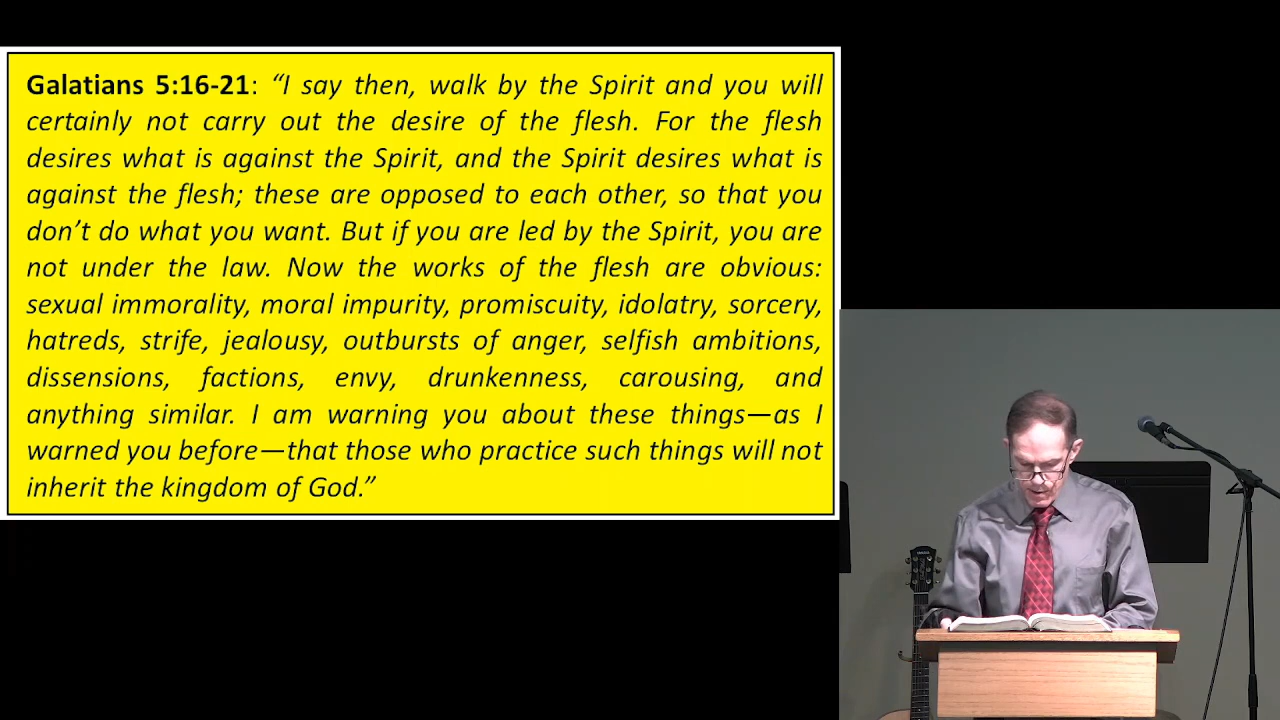 Galatians 5:16-21: “I say then, walk by the Spirit and you will
certainly not carry out the desire of the flesh. For the flesh
desires what is against the Spirit, and the Spirit desires what is
against the flesh; these are opposed to each other, so that you
don’t do what you want. But if you are led by the Spirit, you are
not under the law. Now the works of the flesh are obvious:
sexual immorality, moral impurity, promiscuity, idolatry, sorcery,
hatreds, strife, jealousy, outbursts of anger, selfish ambitions,
dissensions, factions, envy, drunkenness, carousing, and
anything similar. I am warning you about these things—as I
warned you before—that those who practice such things will not
inherit the kingdom of God.”